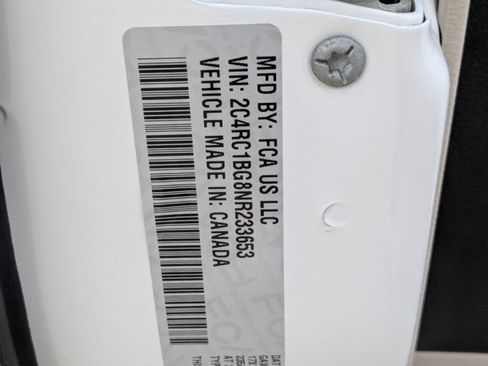 MFD BY: FCA US LLC
VIN: 2C4RC1BG8NR233653
VEHICLE MADE IN: CANADA